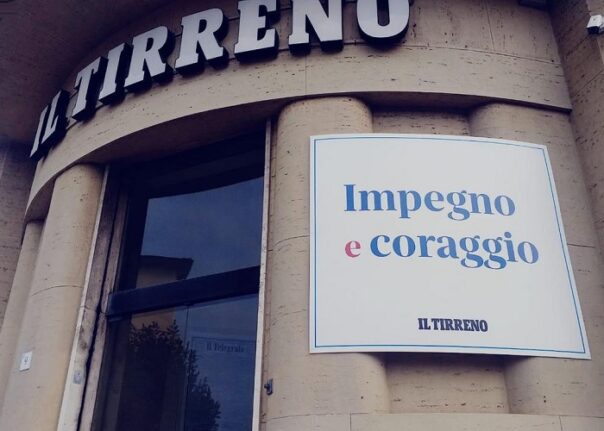 IL TIRRENO
Impegno
e coraggio
IL TIRRENO
Il Telegrafo